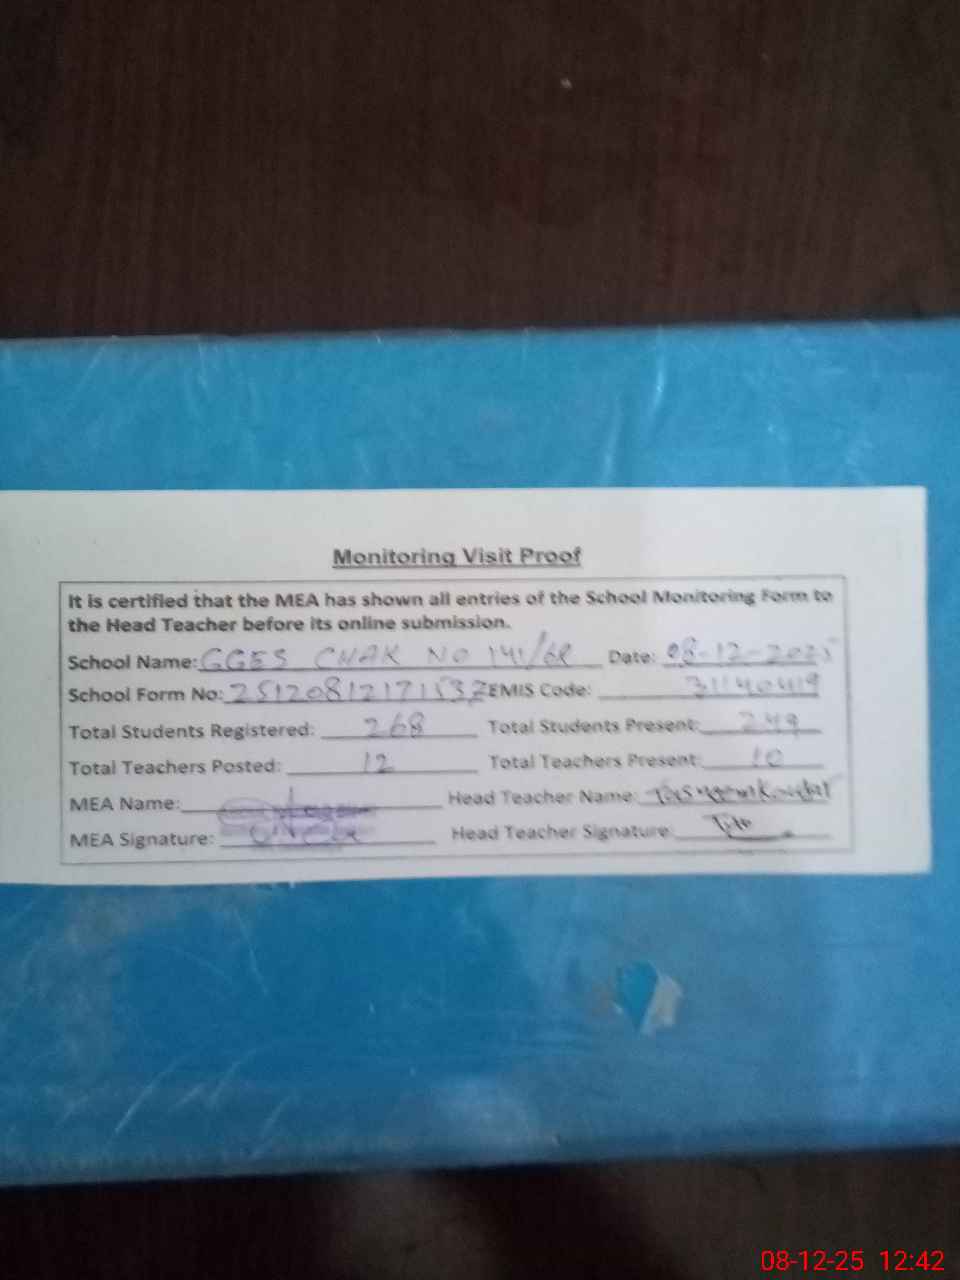 Monitoring Visit Proof
It is certified that the MEA has shown all entries of the School Monitoring Form to
the Head Teacher before its online submission.
School Name: GGES CHAK NO 141/6R Date: 08-12-2025
School Form No: 25120812171537 EMIS Code: 31140419
Total Students Registered: 268 Total Students Present: 249
Total Teachers Posted: 12 Total Teachers Present: 10
MEA Name: Head Teacher Name: Kousar
MEA Signature: Head Teacher Signature:
08-12-25 12:42